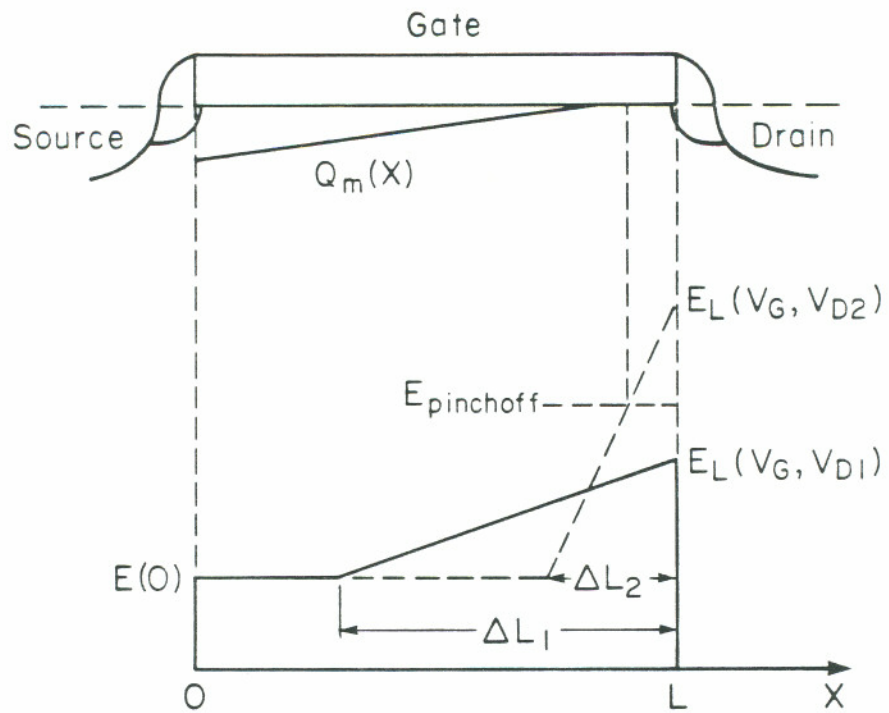 Gate
Source
Drain
Qm(X)
EL(VG, VD2)
Epinchoff
EL(VG, VD1)
E(0)
ΔL2
ΔL1
0
L
X